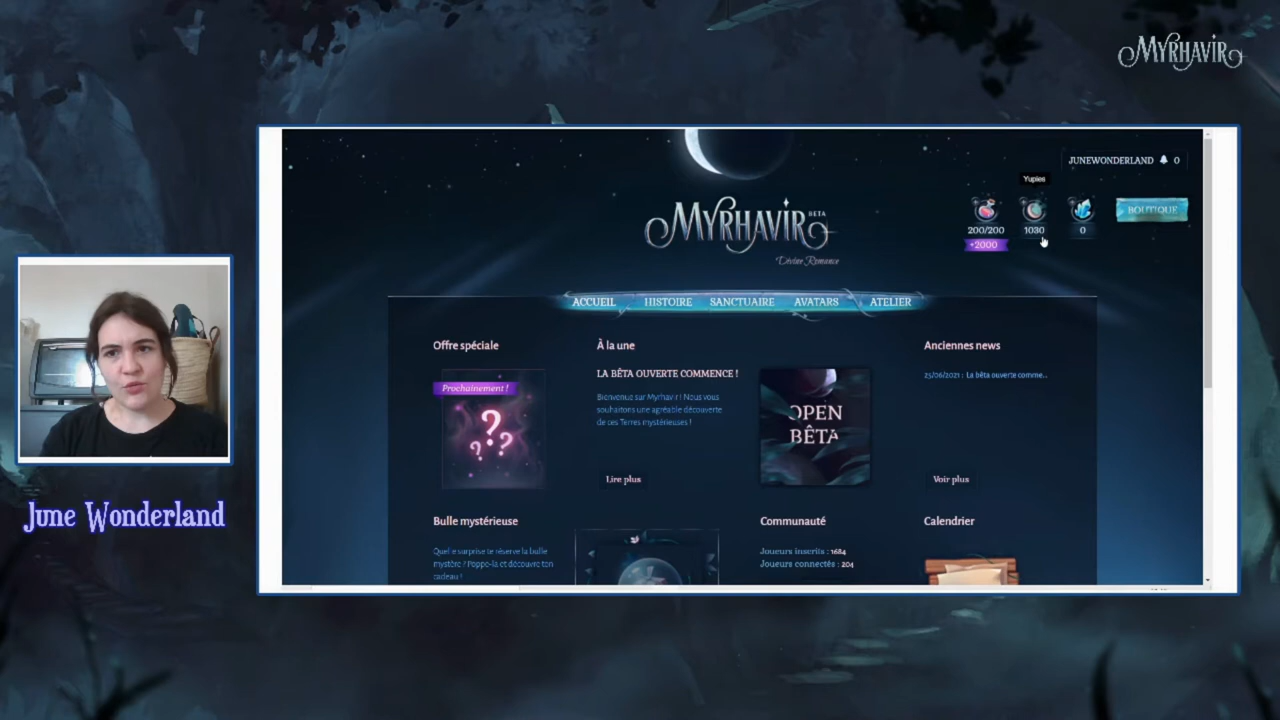 MYRHAVIR
JUNEWONDERLAND 0
Yupies
MYRHAVIR BETA
Divine Romance
200/200
1030
0
BOUTIQUE
+2000
ACCUEIL HISTOIRE SANCTUAIRE AVATARS ATELIER
Offre spéciale
À la une
Anciennes news
Prochainement !
???
LA BÊTA OUVERTE COMMENCE !
Bienvenue sur Myrhavir ! Nous vous
souhaitons une agréable découverte
de ces Terres mystérieuses !
Lire plus
OPEN
BÊTA
25/06/2021 : La bêta ouverte comme...
Voir plus
June Wonderland
Bulle mystérieuse
Communauté
Calendrier
Quelle surprise te réserve la bulle
mystère ? Poppe-la et découvre ton
cadeau !
Joueurs inscrits : 1684
Joueurs connectés : 204